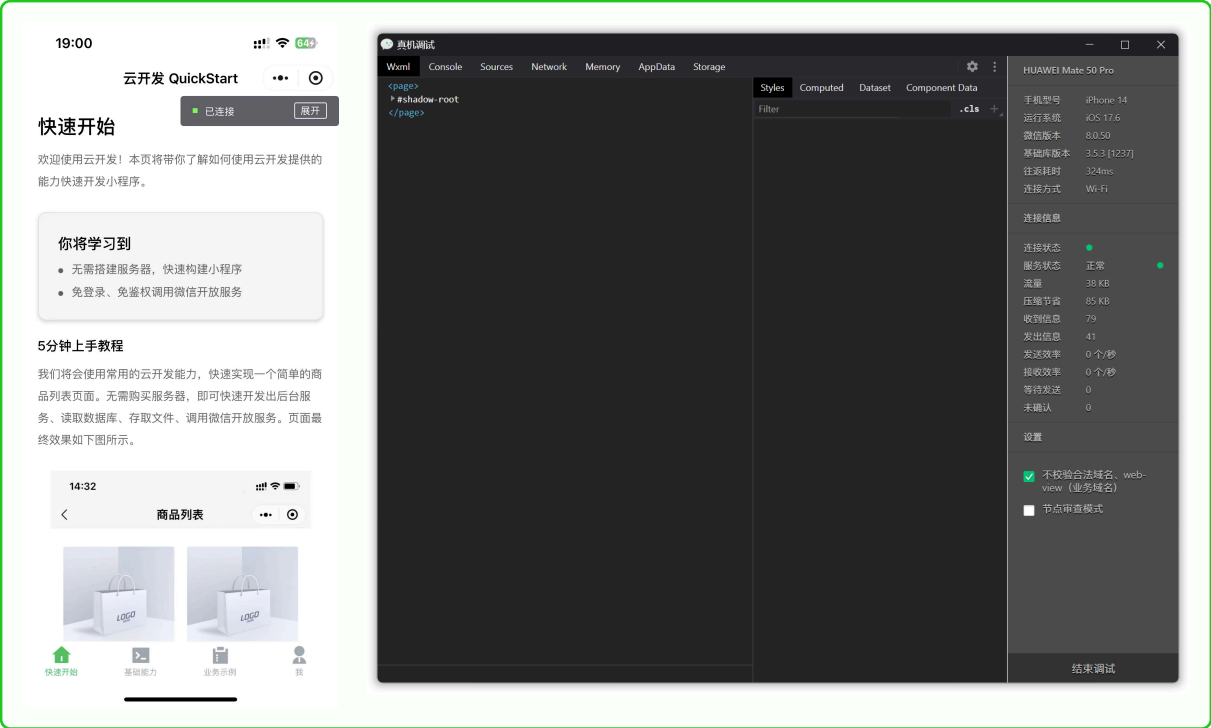 19:00
64
云开发 QuickStart
已连接
展开
快速开始
欢迎使用云开发！本页将带你了解如何使用云开发提供的
能力快速开发小程序。
你将学习到
无需搭建服务器，快速构建小程序
免登录、免鉴权调用微信开放服务
5分钟上手教程
我们将会使用常用的云开发能力，快速实现一个简单的商
品列表页面。无需购买服务器，即可快速开发出后台服
务、读取数据库、存取文件、调用微信开放服务。页面最
终效果如下图所示。
14:32
商品列表
LOGO
LOGO
快速开始
基础能力
业务示例
我
真机调试
Wxml Console Sources Network Memory AppData Storage
<page>
#shadow-root
</page>
Styles Computed Dataset Component Data
Filter
.cls
HUAWEI Mate 50 Pro
手机型号 iPhone 14
运行系统 iOS 17.6
微信版本 8.0.50
基础库版本 3.5.3 [1237]
往返耗时 324ms
连接方式 Wi-Fi
连接信息
连接状态
服务状态 正常
流量 38 KB
压缩节省 85 KB
收到信息 79
发出信息 41
发送效率 0 个/秒
接收效率 0 个/秒
等待发送 0
未确认 0
设置
不校验合法域名、web-
view（业务域名）
节点审查模式
结束调试